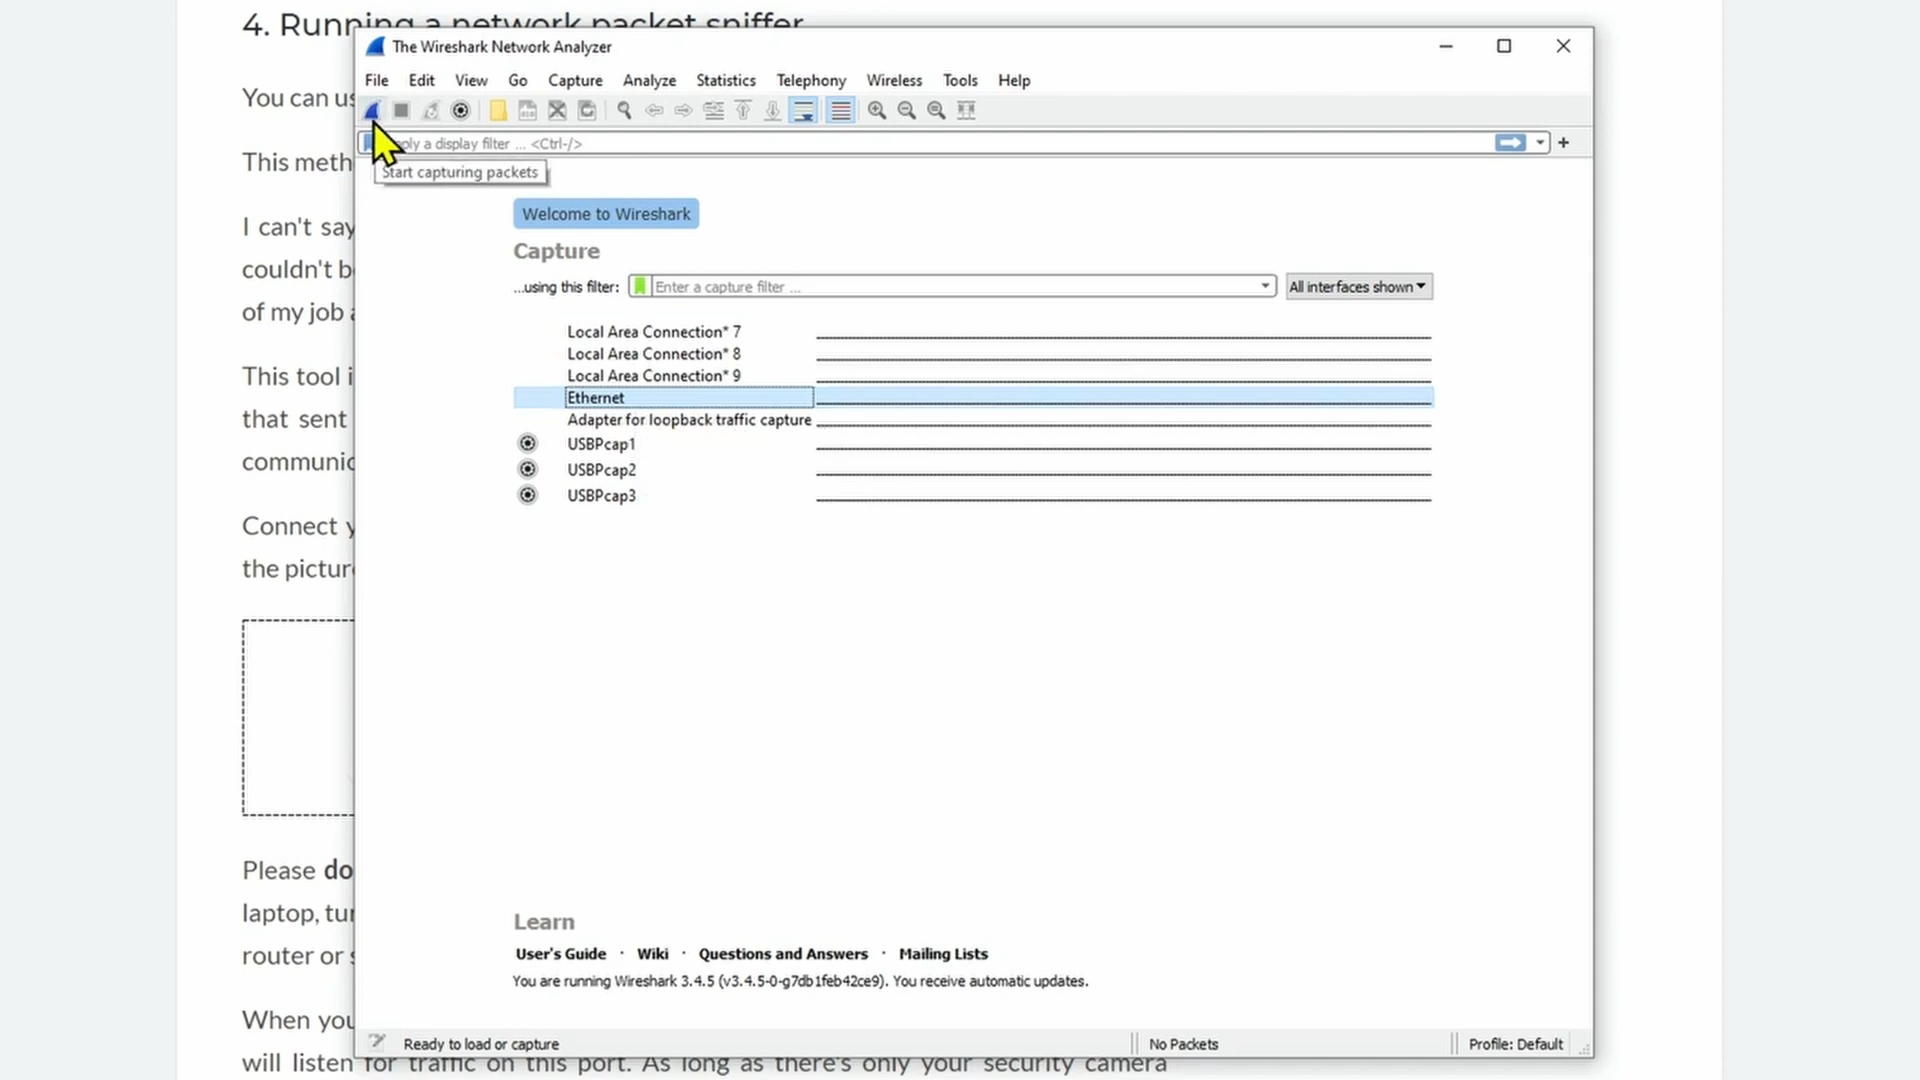 4. Running a network packet sniffer
The Wireshark Network Analyzer
File Edit View Go Capture Analyze Statistics Telephony Wireless Tools Help
You can us
ply a display filter ... <Ctrl-/>
This meth
Start capturing packets
Welcome to Wireshark
I can't say
Capture
couldn't be
...using this filter: Enter a capture filter ... All interfaces shown
of my job a
Local Area Connection* 7
Local Area Connection* 8
This tool i
Local Area Connection* 9
Ethernet
that sent
Adapter for loopback traffic capture
USBPcap1
communic
USBPcap2
USBPcap3
Connect y
the picture
Please do
laptop, tur
Learn
User's Guide · Wiki · Questions and Answers · Mailing Lists
router or s
You are running Wireshark 3.4.5 (v3.4.5-0-g7db1feb42ce9). You receive automatic updates.
When you
Ready to load or capture No Packets Profile: Default
will listen for traffic on this port. As long as there's only your security camera